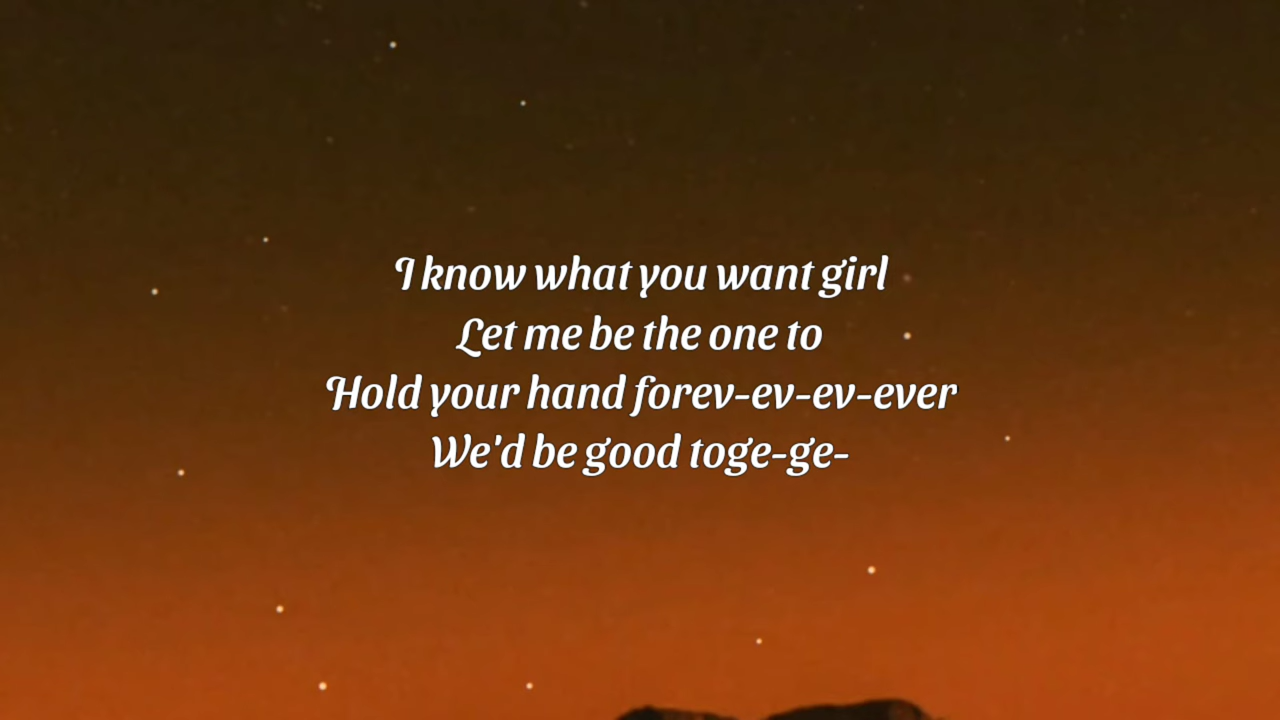 I know what you want girl
Let me be the one to
Hold your hand forev-ev-ev-ever
We'd be good toge-ge-